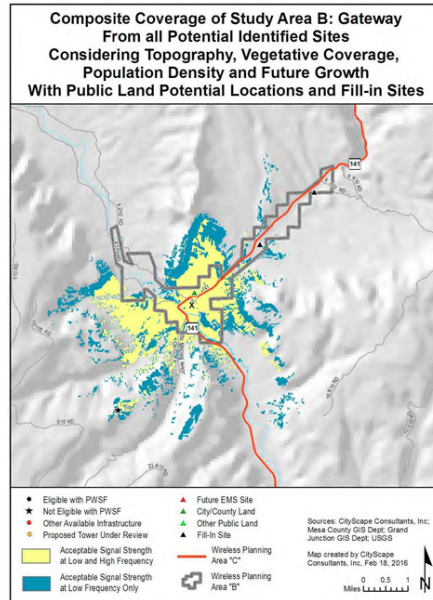 Composite Coverage of Study Area B: Gateway
From all Potential Identified Sites
Considering Topography, Vegetative Coverage,
Population Density and Future Growth
With Public Land Potential Locations and Fill-in Sites
141
141
X
Eligible with PWSF
Not Eligible with PWSF
Other Available Infrastructure
Proposed Tower Under Review
Future EMS Site
City/County Land
Other Public Land
Fill-In Site
Sources: CityScape
Consultants, Inc;
Mesa County GIS Dept; Grand
Junction GIS Dept; USGS
Acceptable Signal Strength
at Low and High Frequency
Acceptable Signal Strength
at Low Frequency Only
Wireless Planning
Area "C"
Wireless Planning
Area "B"
Map created by CityScape
Consultants, Inc, Feb 18, 2016
0 0.5 1
Miles
N